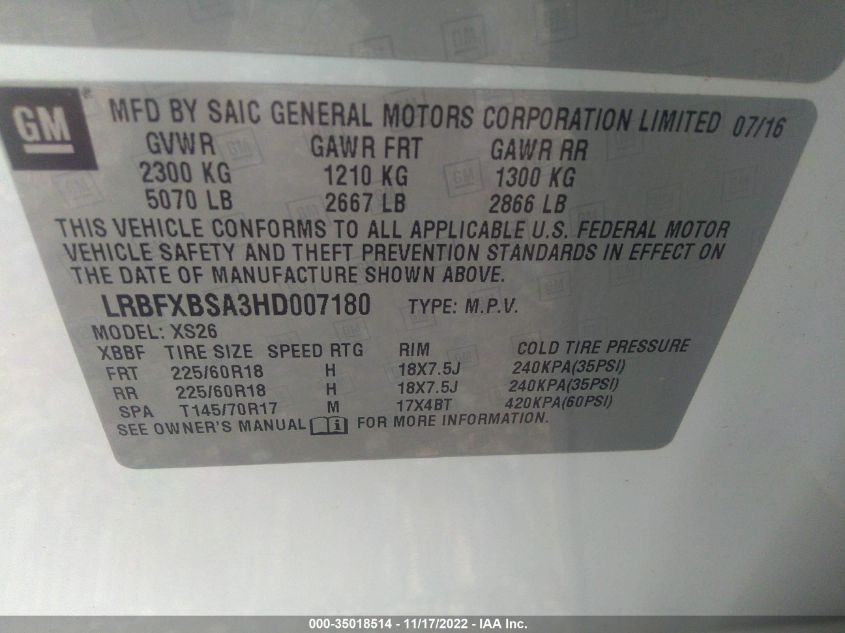 GM
MFD BY SAIC GENERAL MOTORS CORPORATION LIMITED 07/16
GVWR GAWR FRT GAWR RR
2300 KG 1210 KG 1300 KG
5070 LB 2667 LB 2866 LB
THIS VEHICLE CONFORMS TO ALL APPLICABLE U.S. FEDERAL MOTOR
VEHICLE SAFETY AND THEFT PREVENTION STANDARDS IN EFFECT ON
THE DATE OF MANUFACTURE SHOWN ABOVE.
LRBFXBSA3HD007180 TYPE: M.P.V.
MODEL: XS26
XBBF TIRE SIZE SPEED RTG RIM COLD TIRE PRESSURE
FRT 225/60R18 H 18X7.5J 240KPA(35PSI)
RR 225/60R18 H 18X7.5J 240KPA(35PSI)
SPA T145/70R17 M 17X4BT 420KPA(60PSI)
SEE OWNER'S MANUAL FOR MORE INFORMATION.
000-35018514 - 11/17/2022 - IAA Inc.